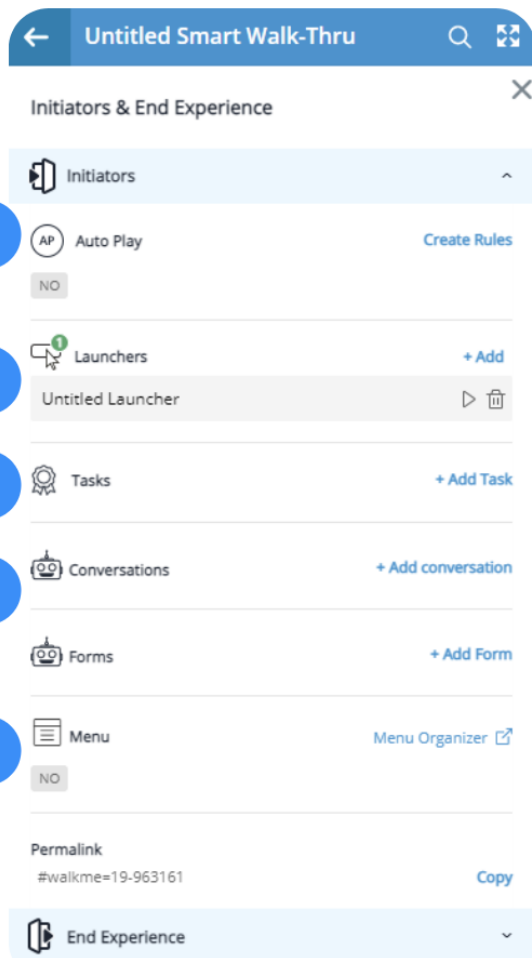 Untitled Smart Walk-Thru
Initiators & End Experience
Initiators
AP Auto Play Create Rules
NO
1
Launchers + Add
Untitled Launcher
Tasks + Add Task
Conversations + Add conversation
Forms + Add Form
Menu Menu Organizer
NO
Permalink
#walkme=19-963161 Copy
End Experience